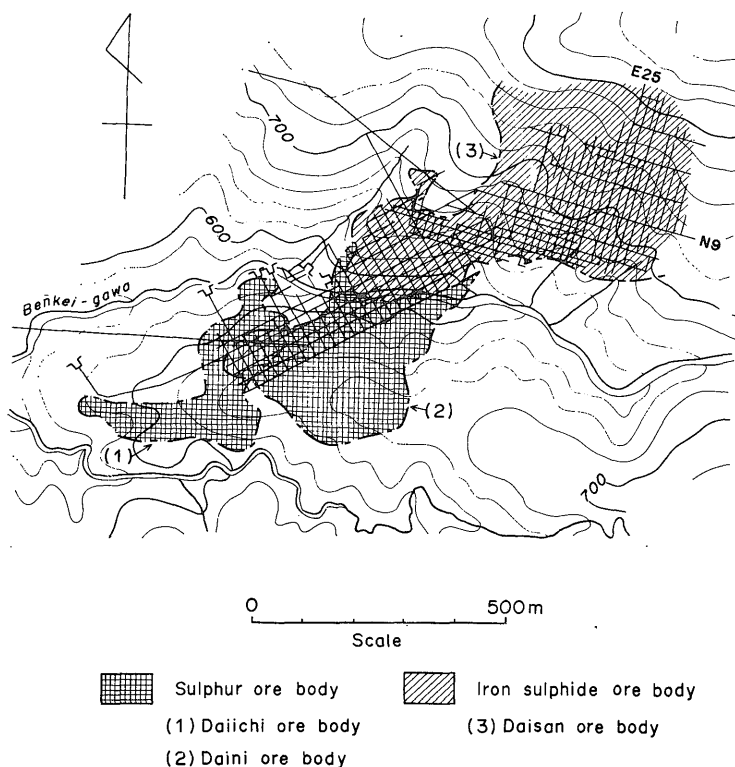 E25
700
(3)
600
N9
Beñkei-gawa
(2)
(1)
700
0 500m
Scale
Sulphur ore body Iron sulphide ore body
(1) Daiichi ore body (3) Daisan ore body
(2) Daini ore body